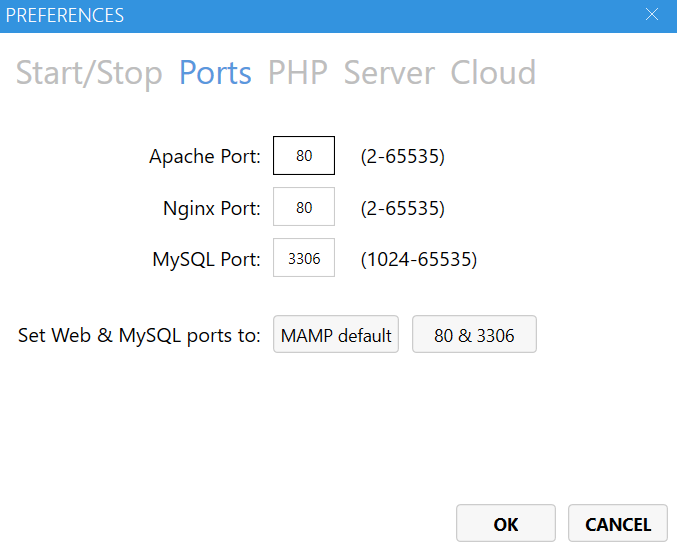 PREFERENCES
Start/Stop Ports PHP Server Cloud
Apache Port: 80 (2-65535)
Nginx Port: 80 (2-65535)
MySQL Port: 3306 (1024-65535)
Set Web & MySQL ports to: MAMP default 80 & 3306
OK CANCEL